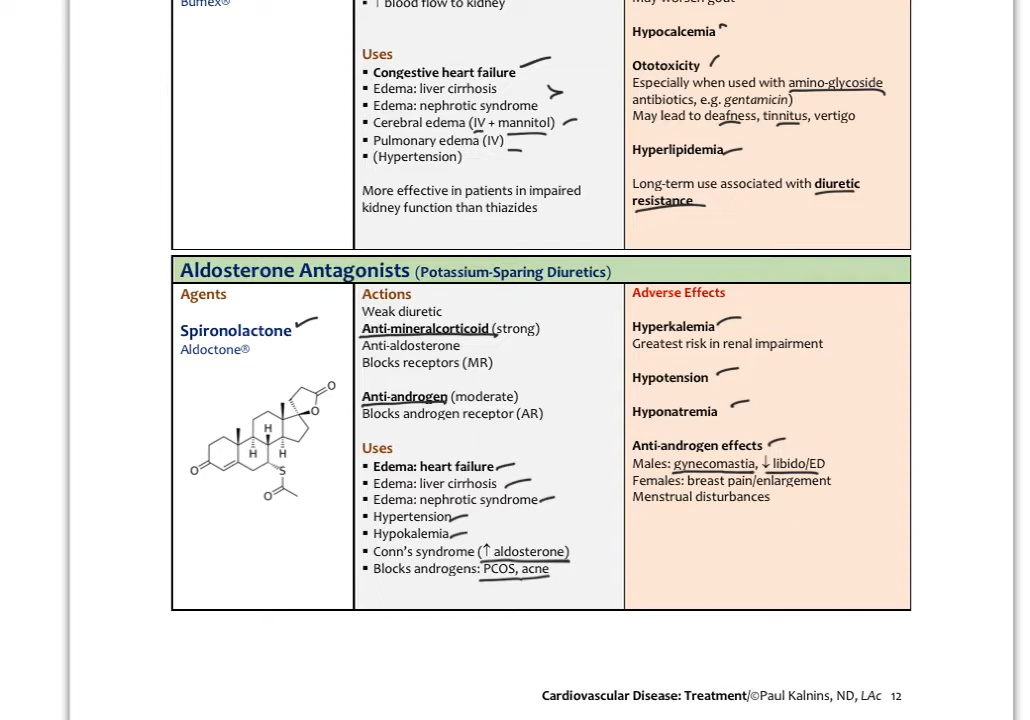 Bumex®
▪ ↑ blood flow to kidney
Uses
▪ Congestive heart failure
▪ Edema: liver cirrhosis
▪ Edema: nephrotic syndrome
▪ Cerebral edema (IV + mannitol)
▪ Pulmonary edema (IV)
▪ (Hypertension)
More effective in patients in impaired
kidney function than thiazides
May worsen gout
Hypocalcemia
Ototoxicity
Especially when used with amino-glycoside
antibiotics, e.g. gentamicin)
May lead to deafness, tinnitus, vertigo
Hyperlipidemia
Long-term use associated with diuretic
resistance
Aldosterone Antagonists (Potassium-Sparing Diuretics)
Agents
Spironolactone
Aldoctone®
O
O
H
H
H
O
S
O
Actions
Weak diuretic
Anti-mineralcorticoid (strong)
Anti-aldosterone
Blocks receptors (MR)
Anti-androgen (moderate)
Blocks androgen receptor (AR)
Uses
▪ Edema: heart failure
▪ Edema: liver cirrhosis
▪ Edema: nephrotic syndrome
▪ Hypertension
▪ Hypokalemia
▪ Conn's syndrome (↑ aldosterone)
▪ Blocks androgens: PCOS, acne
Adverse Effects
Hyperkalemia
Greatest risk in renal impairment
Hypotension
Hyponatremia
Anti-androgen effects
Males: gynecomastia, ↓ libido/ED
Females: breast pain/enlargement
Menstrual disturbances
Cardiovascular Disease: Treatment/©Paul Kalnins, ND, LAc 12